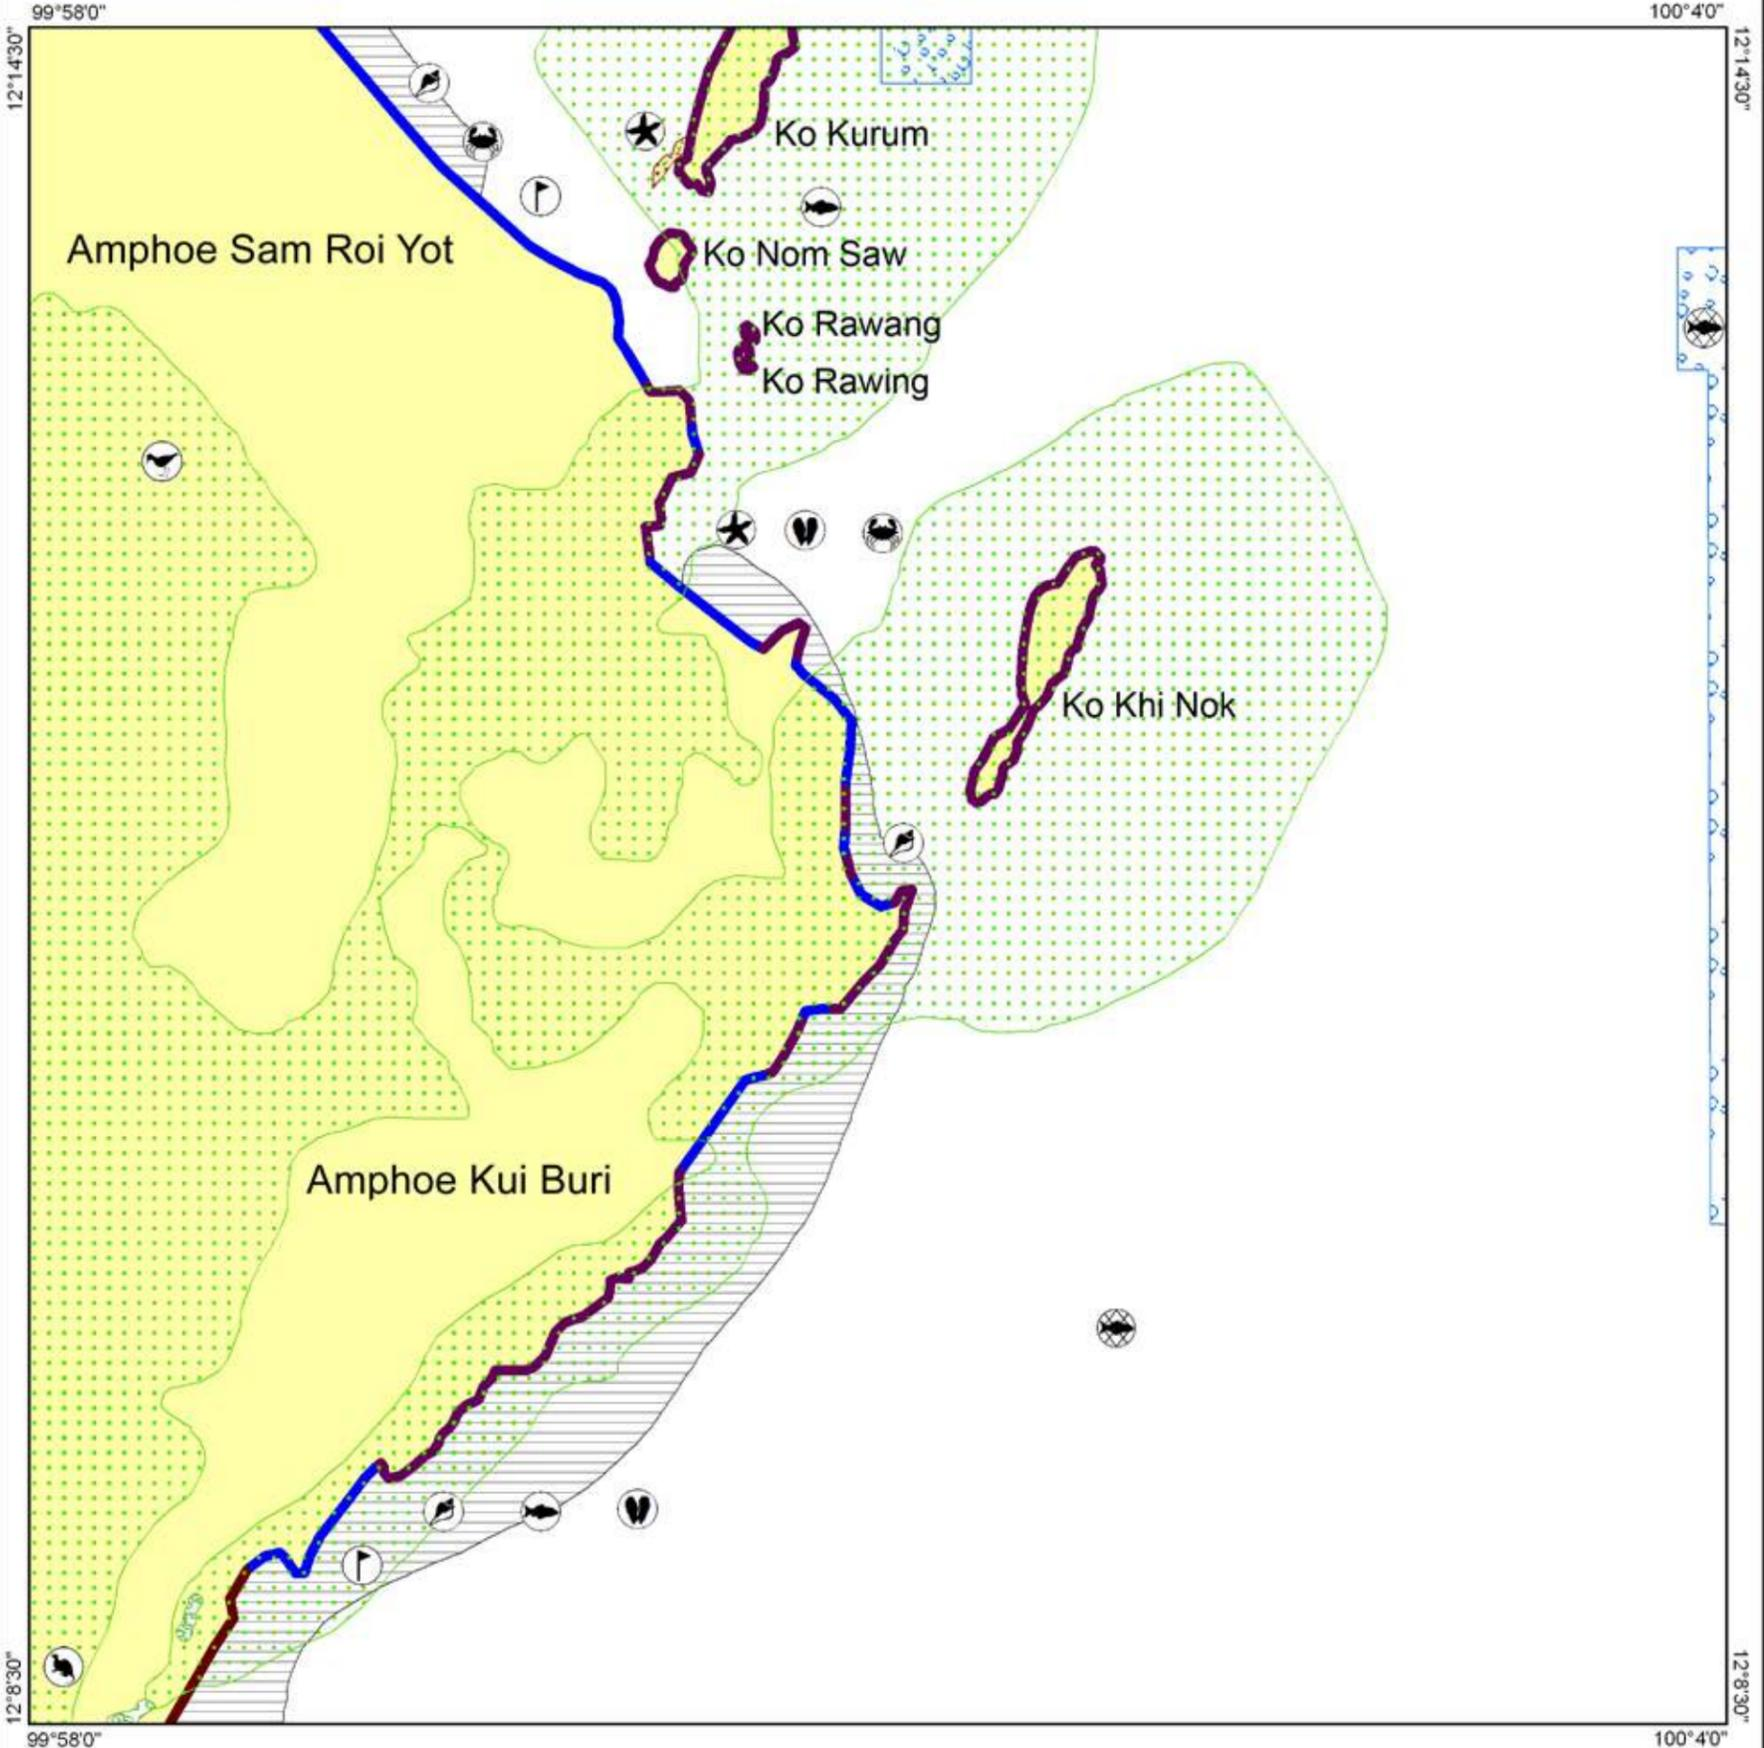 99°58'0"
100°4'0"
12°14'30"
12°14'30"
Ko Kurum
Amphoe Sam Roi Yot
Ko Nom Saw
Ko Rawang
Ko Rawing
Ko Khi Nok
Amphoe Kui Buri
12°8'30"
12°8'30"
99°58'0"
100°4'0"